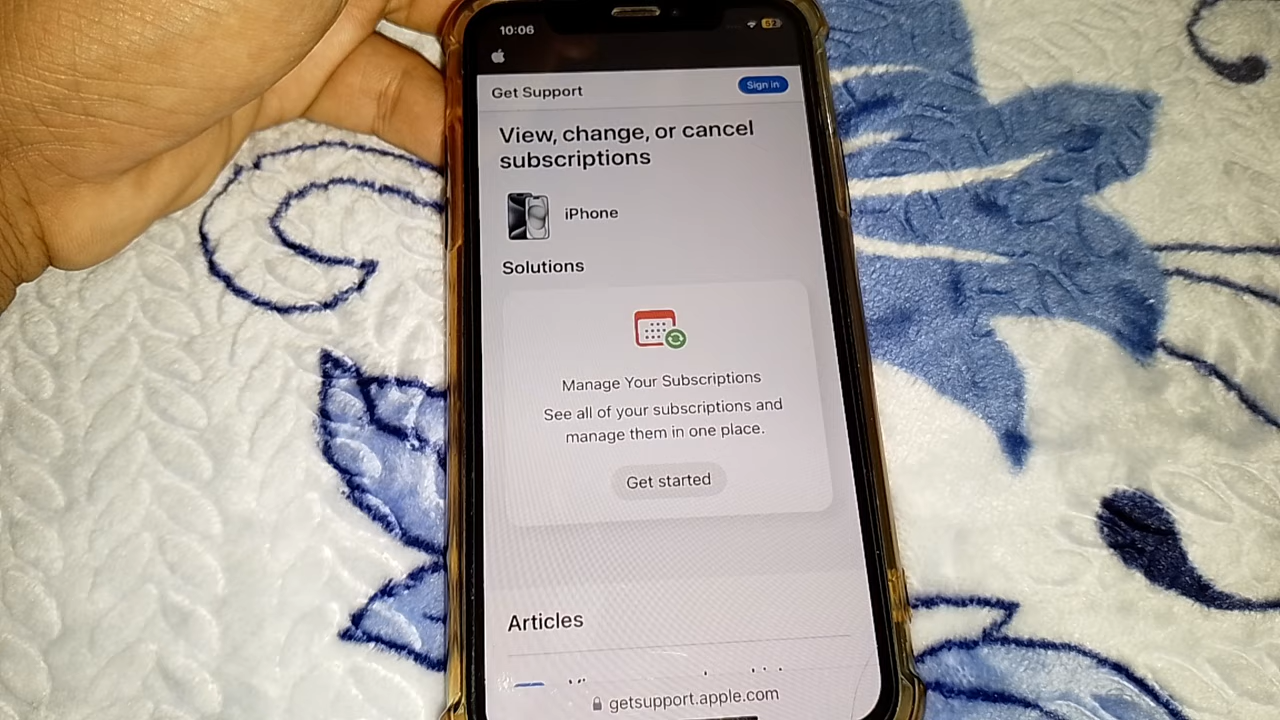 10:06
52
Get Support
Sign in
View, change, or cancel
subscriptions
iPhone
Solutions
Manage Your Subscriptions
See all of your subscriptions and
manage them in one place.
Get started
Articles
getsupport.apple.com